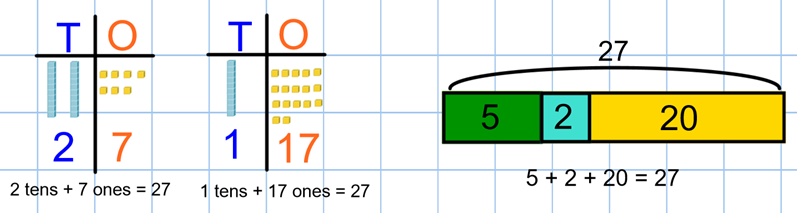 T O
2 7
2 tens + 7 ones = 27
T O
1 17
1 tens + 17 ones = 27
27
5 2 20
5 + 2 + 20 = 27